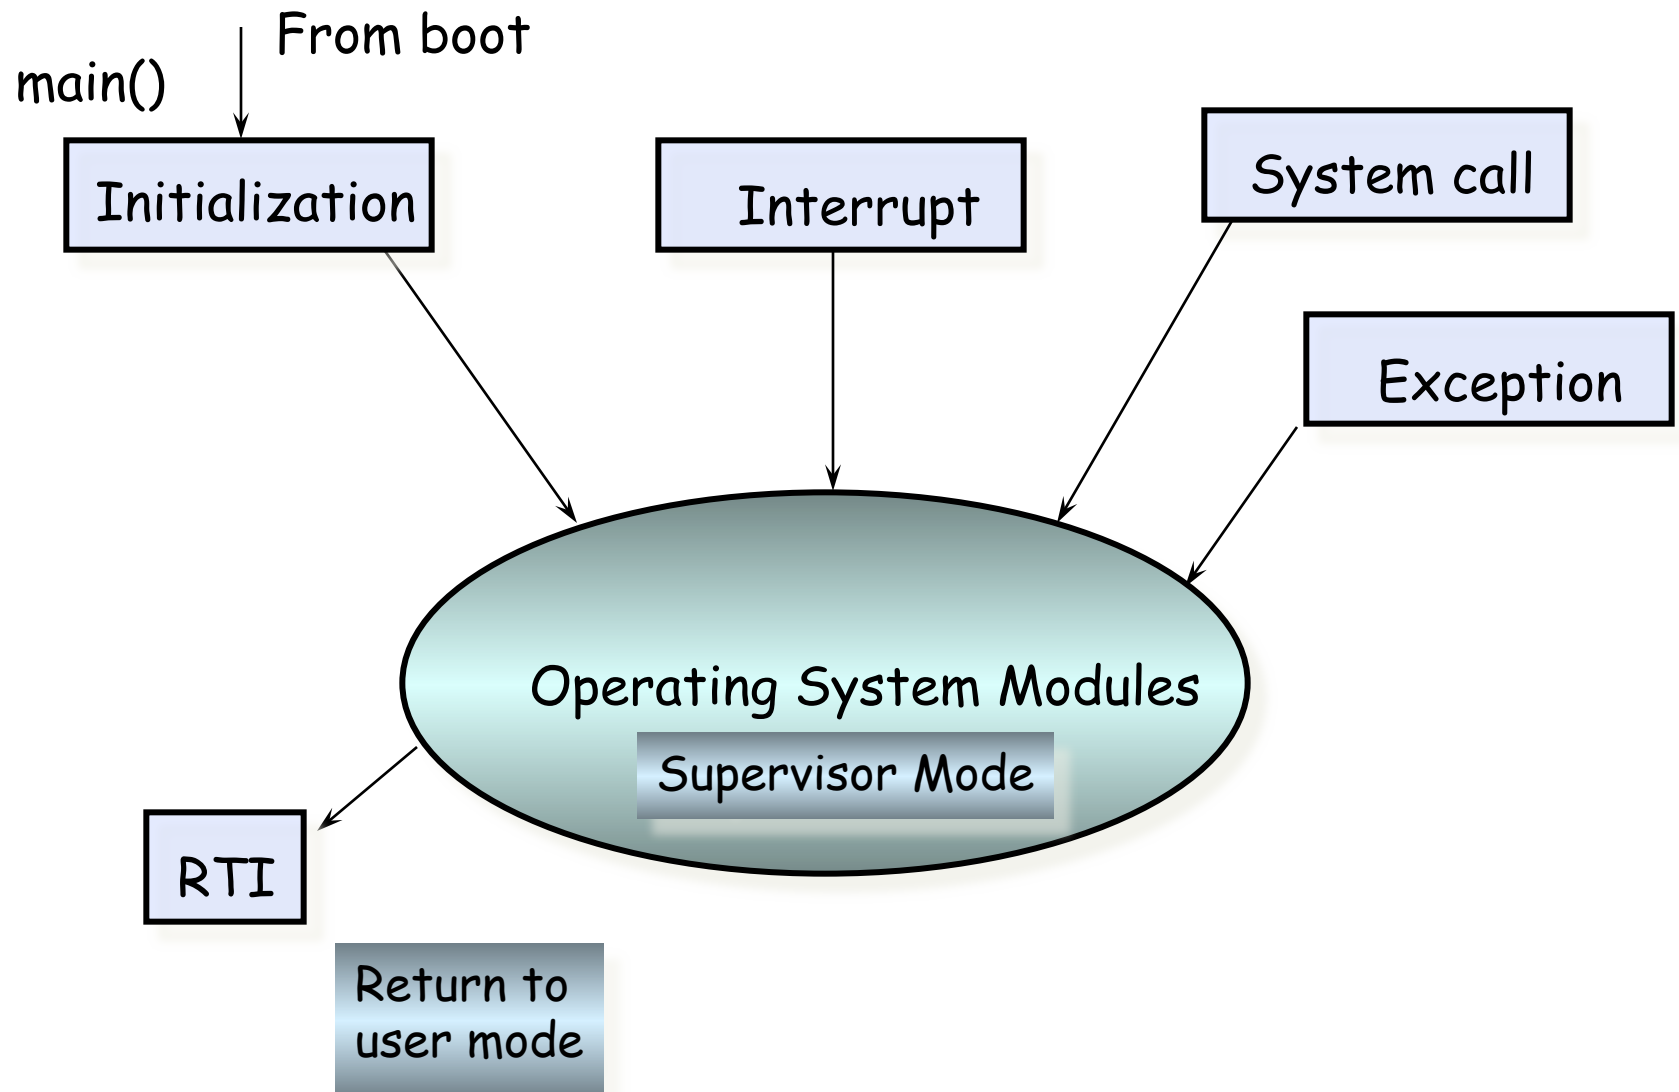 From boot
main()
Initialization
Interrupt
System call
Exception
Operating System Modules
Supervisor Mode
RTI
Return to
user mode